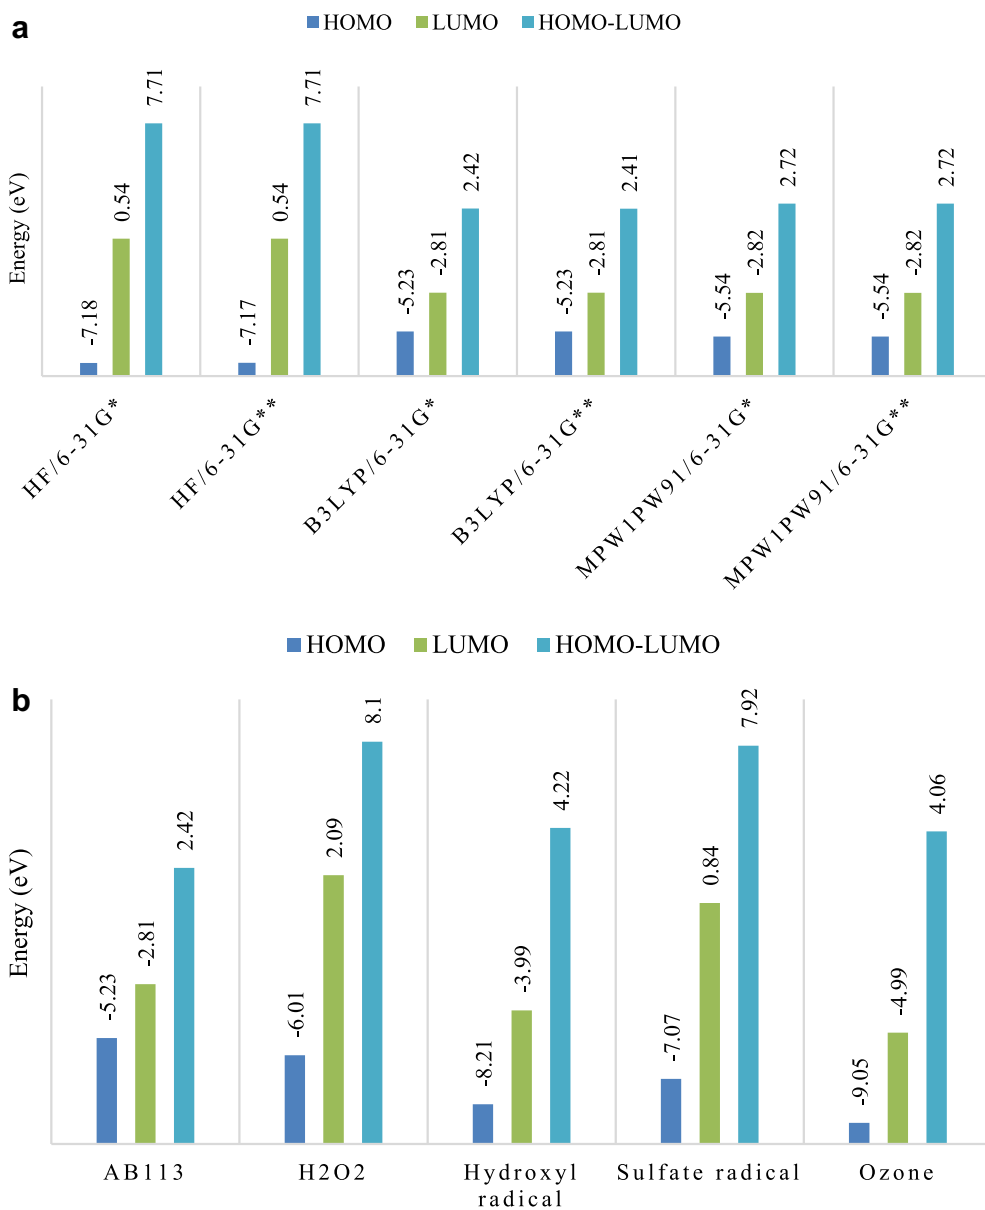 a
HOMO LUMO HOMO-LUMO
Energy (eV)
-7.18 0.54 7.71 -7.17 0.54 7.71 -5.23 -2.81 2.42 -5.23 -2.81 2.41 -5.54 -2.82 2.72 -5.54 -2.82 2.72
HF/6-31G* HF/6-31G** B3LYP/6-31G* B3LYP/6-31G** MPW1PW91/6-31G* MPW1PW91/6-31G**
HOMO LUMO HOMO-LUMO
b
Energy (eV)
-5.23 -2.81 2.42 -6.01 2.09 8.1 -8.21 -3.99 4.22 -7.07 0.84 7.92 -9.05 -4.99 4.06
AB113 H2O2 Hydroxyl Sulfate radical Ozone
radical